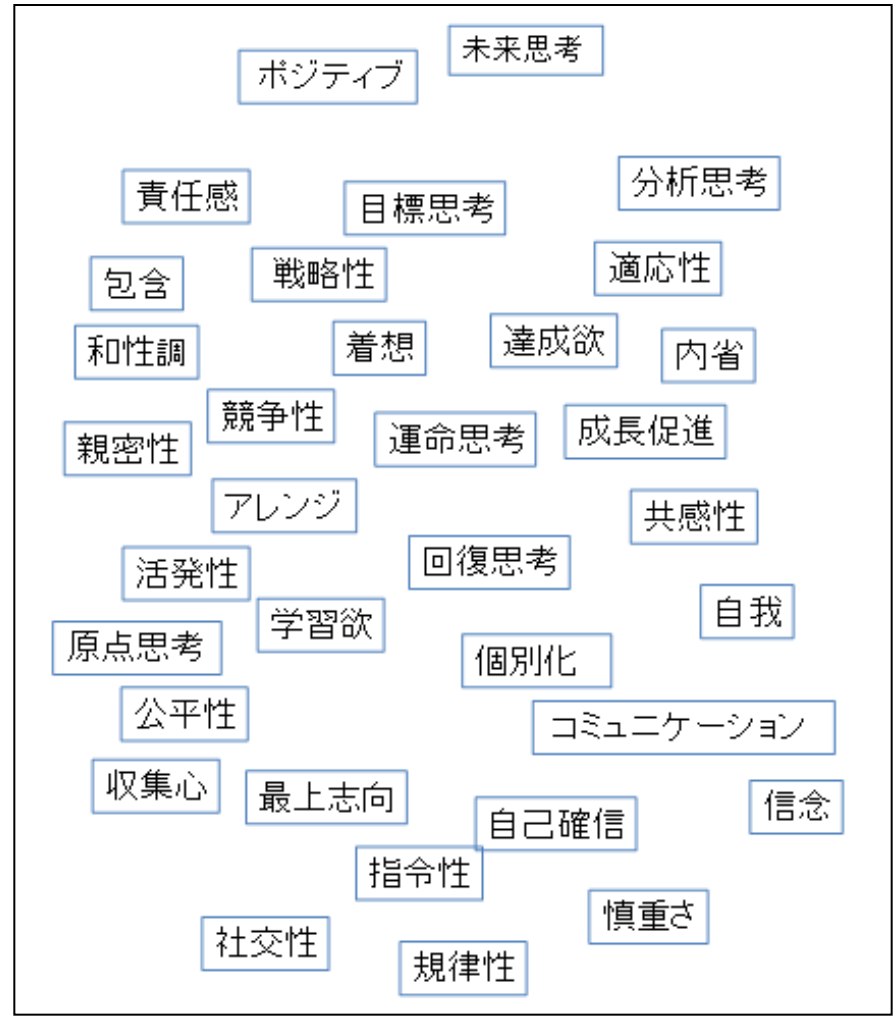 未来思考
ポジティブ
分析思考
責任感
目標思考
適応性
戦略性
包含
達成欲
着想
和性調
内省
競争性
成長促進
運命思考
親密性
アレンジ
共感性
回復思考
活発性
自我
学習欲
原点思考
個別化
公平性
コミュニケーション
収集心
最上志向
信念
自己確信
指令性
慎重さ
社交性
規律性